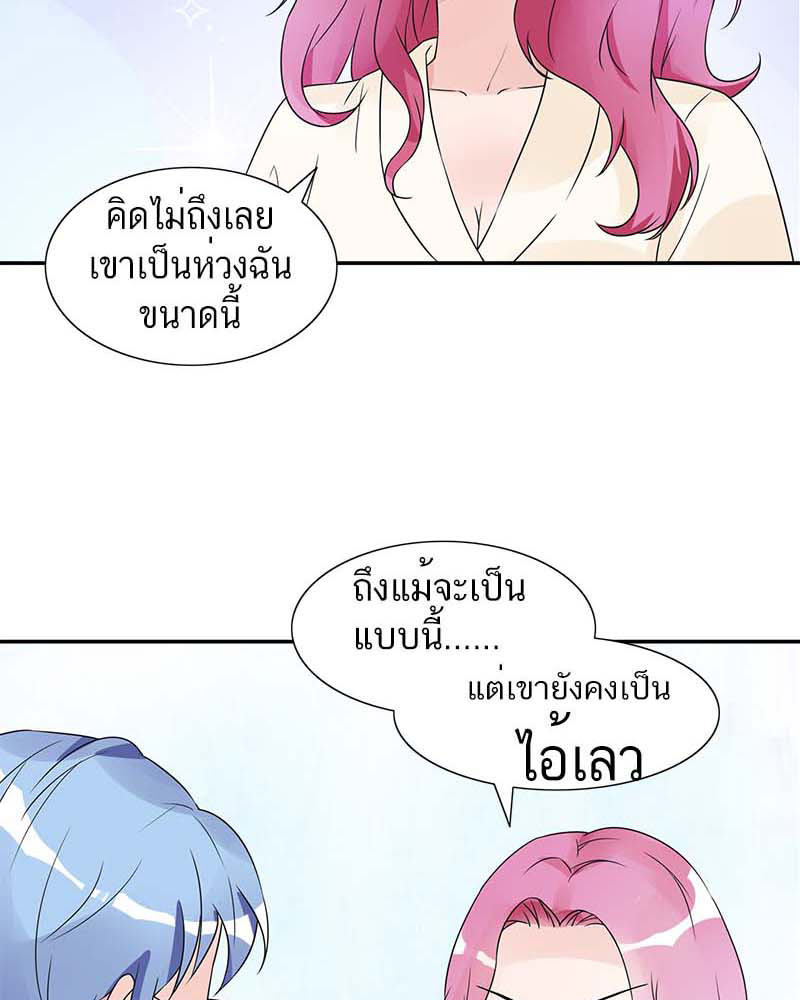 คิดไม่ถึงเลย
เขาเป็นห่วงฉัน
ขนาดนี้
ถึงแม้จะเป็น
แบบนี้......
แต่เขายังคงเป็น
ไอ้เลว